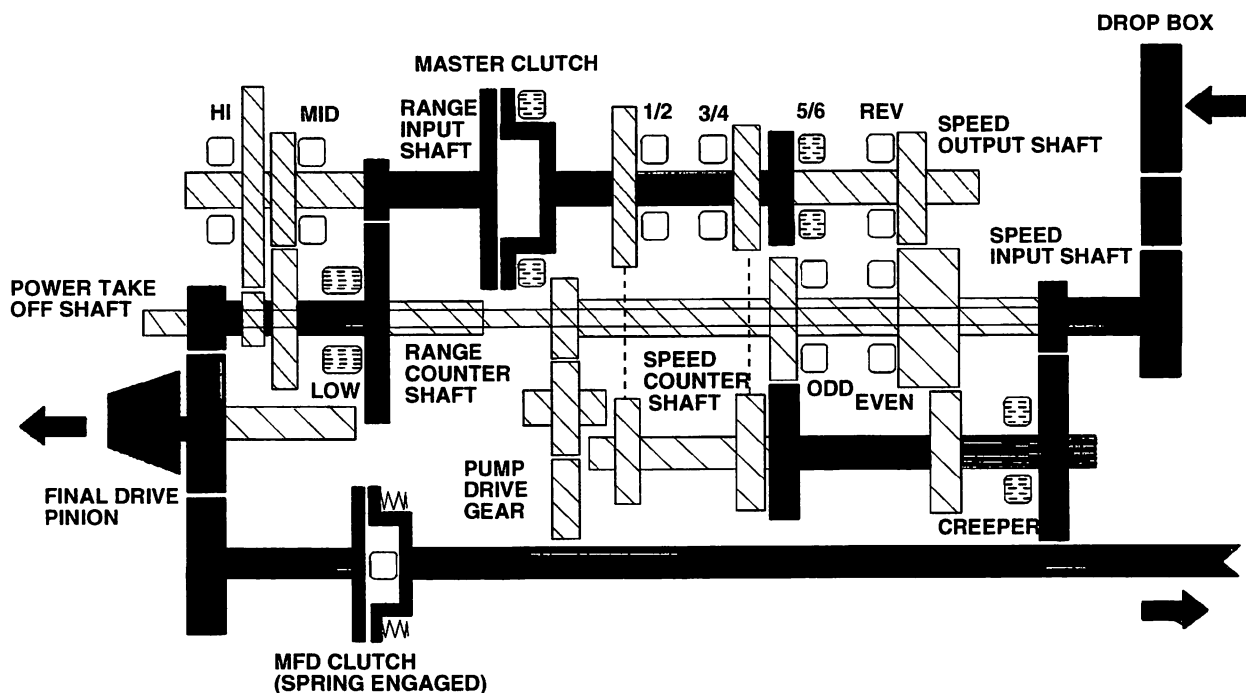 DROP BOX
MASTER CLUTCH
HI
MID
RANGE
INPUT
SHAFT
1/2
3/4
5/6
REV
SPEED
OUTPUT SHAFT
SPEED
INPUT SHAFT
POWER TAKE
OFF SHAFT
LOW
RANGE
COUNTER
SHAFT
SPEED
COUNTER
SHAFT
ODD
EVEN
FINAL DRIVE
PINION
PUMP
DRIVE
GEAR
CREEPER
MFD CLUTCH
(SPRING ENGAGED)